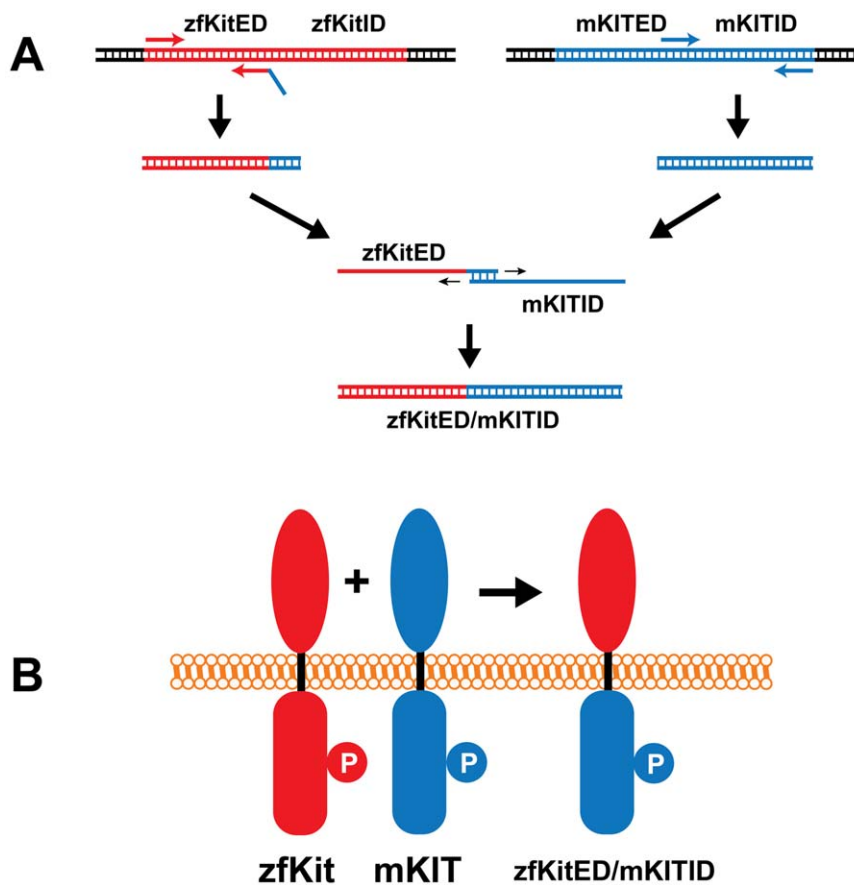 A
zfKitED zfKitID
mKITED mKITID
zfKitED
mKITID
zfKitED/mKITID
B
+
P P P
zfKit mKIT zfKitED/mKITID